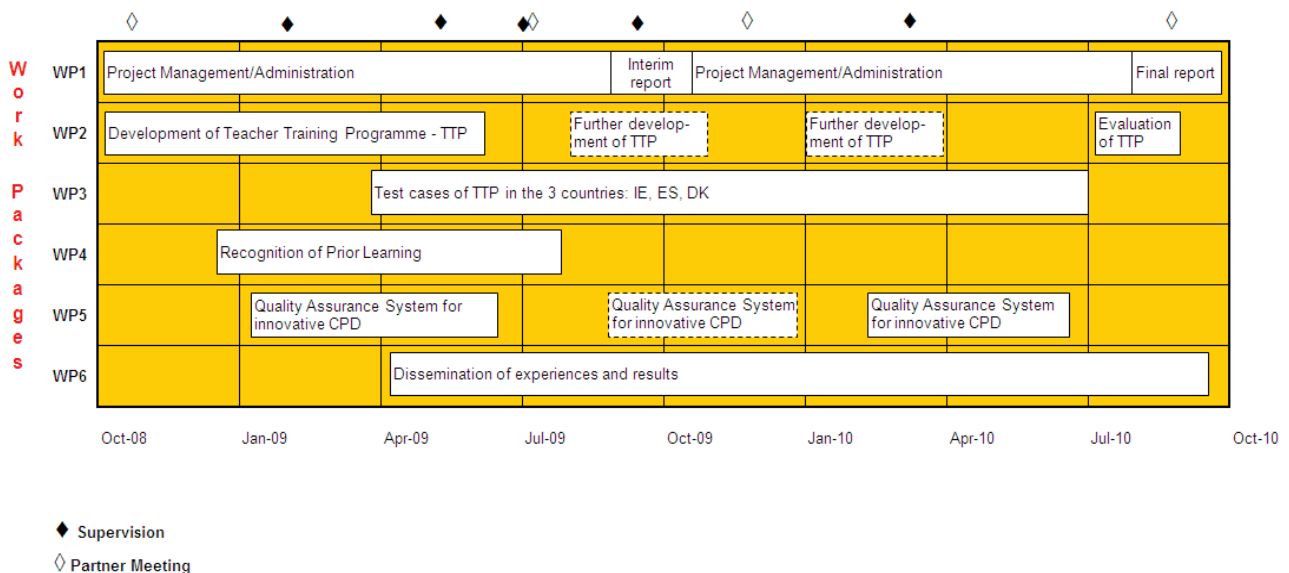 Work Packages
WP1
Project Management/Administration
Interim
report
Project Management/Administration
Final report
WP2
Development of Teacher Training Programme - TTP
Further develop-
ment of TTP
Further develop-
ment of TTP
Evaluation
of TTP
WP3
Test cases of TTP in the 3 countries: IE, ES, DK
WP4
Recognition of Prior Learning
WP5
Quality Assurance System for
innovative CPD
Quality Assurance System
for innovative CPD
Quality Assurance System
for innovative CPD
WP6
Dissemination of experiences and results
Oct-08 Jan-09 Apr-09 Jul-09 Oct-09 Jan-10 Apr-10 Jul-10 Oct-10
Supervision
Partner Meeting